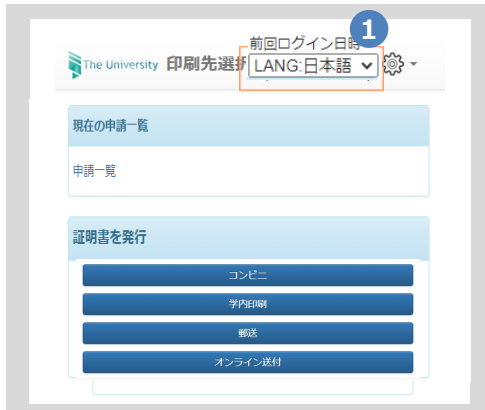 1
前回ログイン日時
The University 印刷先選択
LANG:日本語
現在の申請一覧
申請一覧
証明書を発行
コンビニ
学内印刷
郵送
オンライン送付